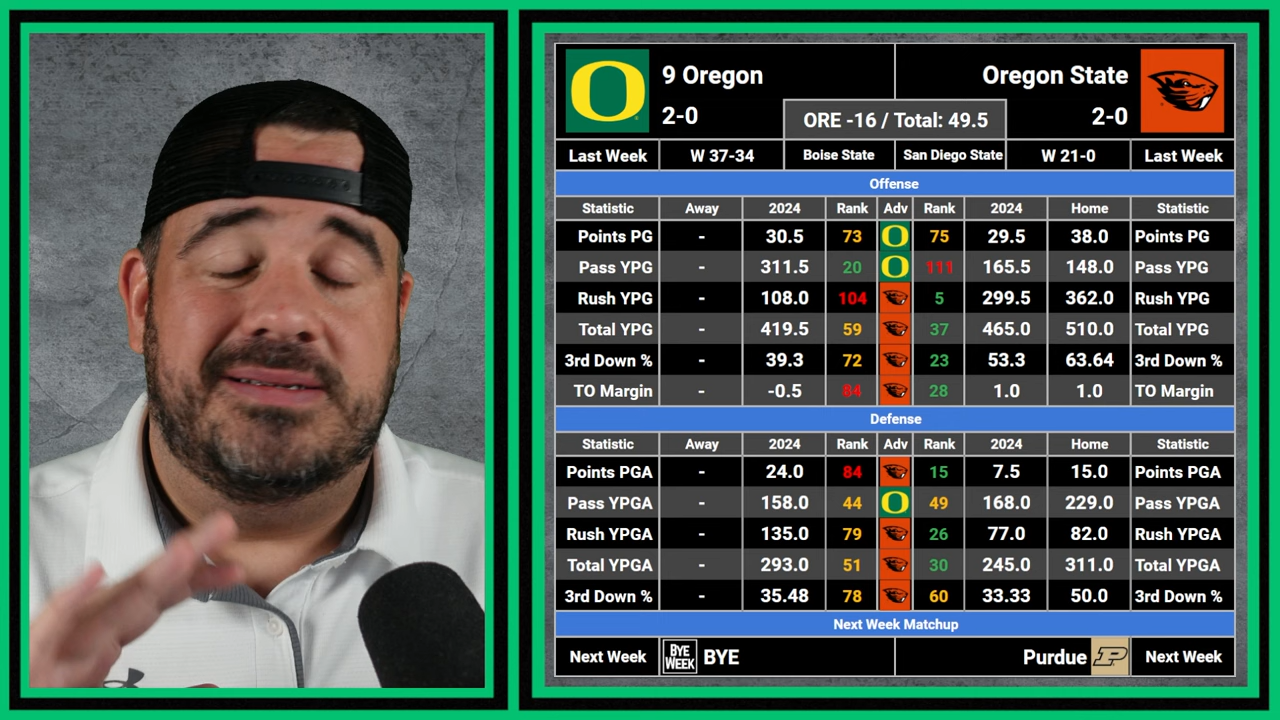 9 Oregon
Oregon State
2-0
ORE -16 / Total: 49.5
2-0
Last Week W 37-34 Boise State San Diego State W 21-0 Last Week
Offense
Statistic Away 2024 Rank Adv Rank 2024 Home Statistic
Points PG - 30.5 73 O 75 29.5 38.0 Points PG
Pass YPG - 311.5 20 O 111 165.5 148.0 Pass YPG
Rush YPG - 108.0 104 5 299.5 362.0 Rush YPG
Total YPG - 419.5 59 37 465.0 510.0 Total YPG
3rd Down % - 39.3 72 23 53.3 63.64 3rd Down %
TO Margin - -0.5 84 28 1.0 1.0 TO Margin
Defense
Statistic Away 2024 Rank Adv Rank 2024 Home Statistic
Points PGA - 24.0 84 15 7.5 15.0 Points PGA
Pass YPGA - 158.0 44 O 49 168.0 229.0 Pass YPGA
Rush YPGA - 135.0 79 26 77.0 82.0 Rush YPGA
Total YPGA - 293.0 51 30 245.0 311.0 Total YPGA
3rd Down % - 35.48 78 60 33.33 50.0 3rd Down %
Next Week Matchup
Next Week BYE WEEK BYE Purdue P Next Week